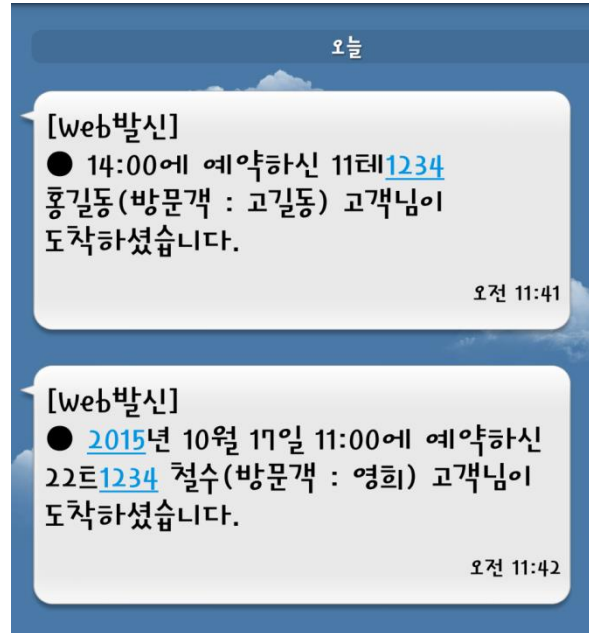 오늘
[Web발신]
● 14:00에 예약하신 11테1234
홍길동(방문객 : 고길동) 고객님이
도착하셨습니다.
오전 11:41
[Web발신]
● 2015년 10월 17일 11:00에 예약하신
22트1234 철수(방문객 : 영희) 고객님이
도착하셨습니다.
오전 11:42